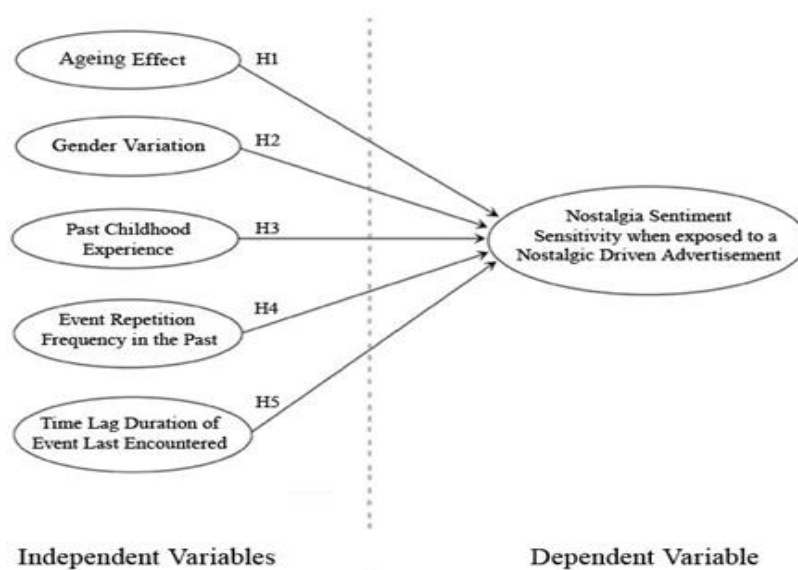 Ageing Effect
H1
Gender Variation
H2
Past Childhood
Experience
H3
Event Repetition
Frequency in the Past
H4
Time Lag Duration of
Event Last Encountered
H5
Nostalgia Sentiment
Sensitivity when exposed to a
Nostalgic Driven Advertisement
Independent Variables
Dependent Variable